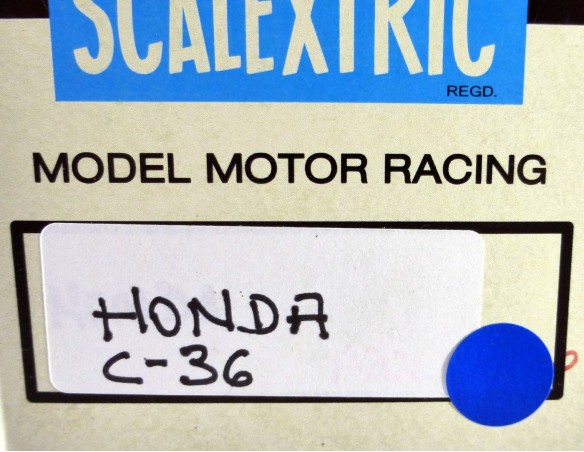 SCALEXTRIC
REGD.
MODEL MOTOR RACING
HONDA
C-36